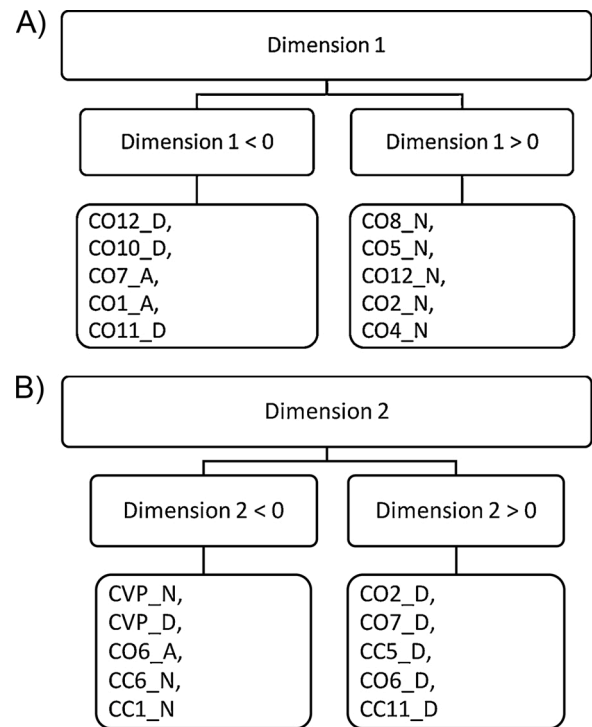 A)
Dimension 1
Dimension 1 < 0
Dimension 1 > 0
CO12_D,
CO10_D,
CO7_A,
CO1_A,
CO11_D
CO8_N,
CO5_N,
CO12_N,
CO2_N,
CO4_N
B)
Dimension 2
Dimension 2 < 0
Dimension 2 > 0
CVP_N,
CVP_D,
CO6_A,
CC6_N,
CC1_N
CO2_D,
CO7_D,
CC5_D,
CO6_D,
CC11_D